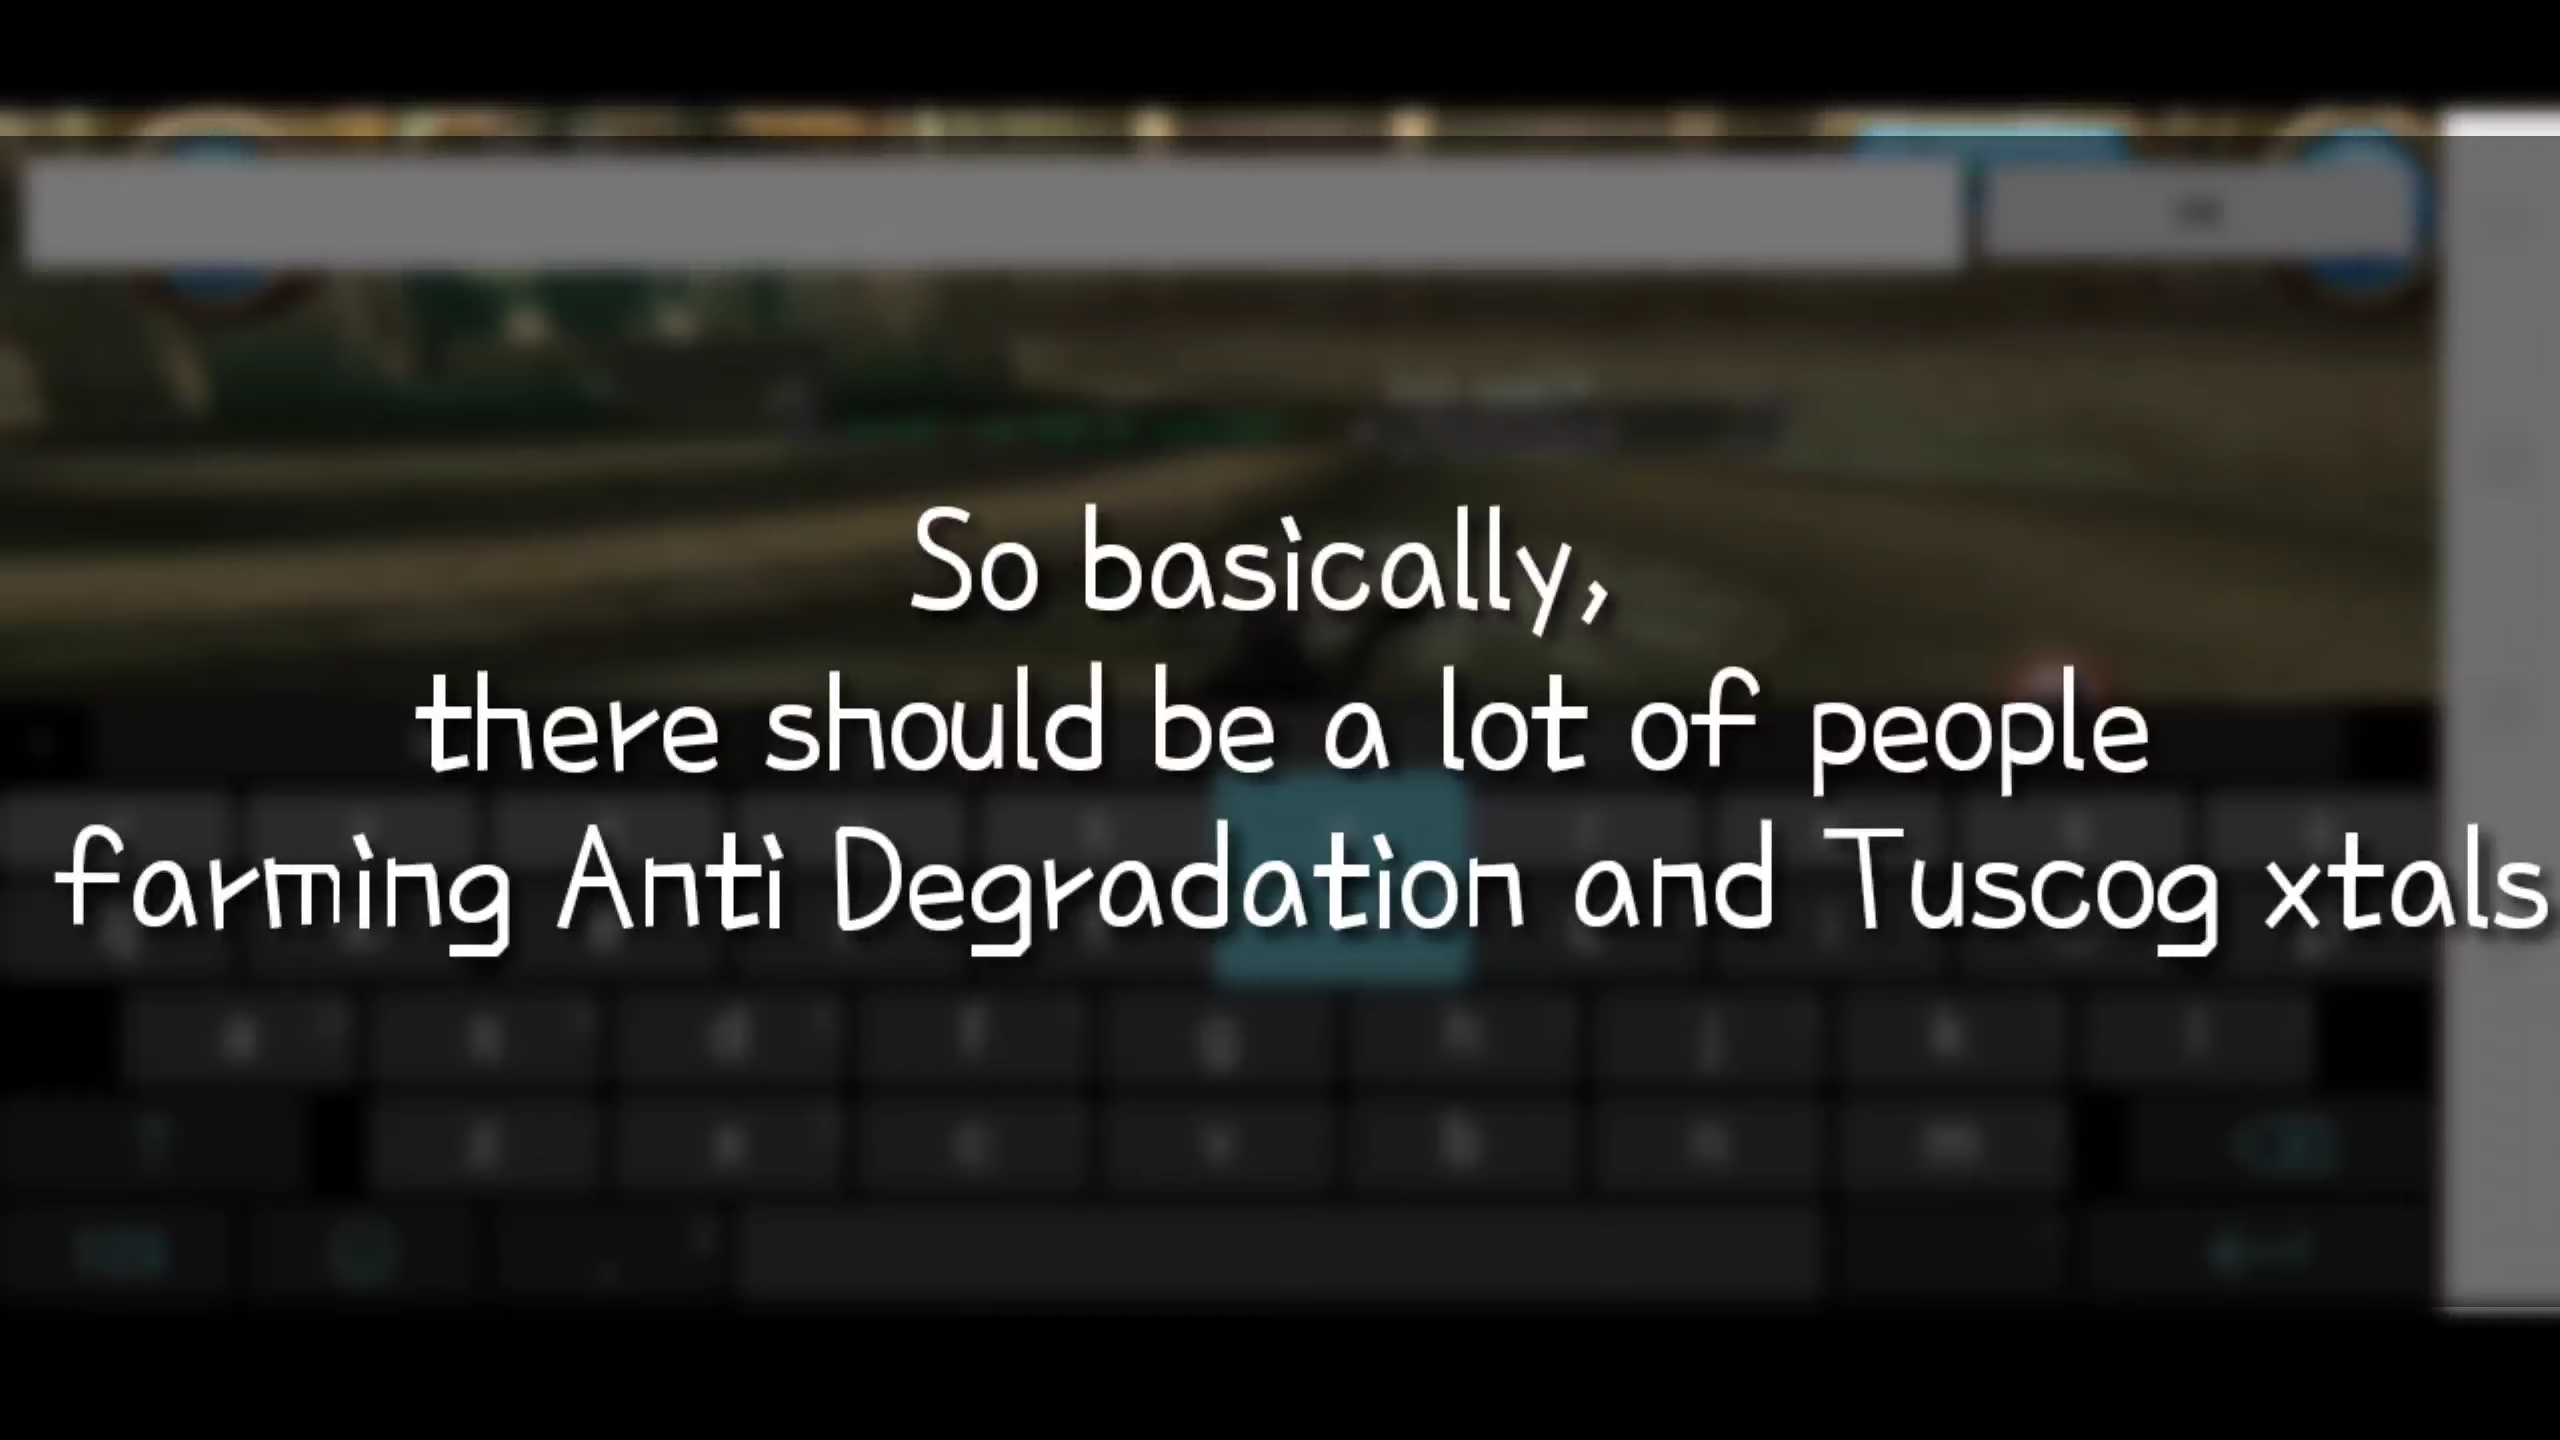 So basically,
there should be a lot of people
farming Anti Degradation and Tuscog xtals
a s d f g h j k l
z x c v b n m